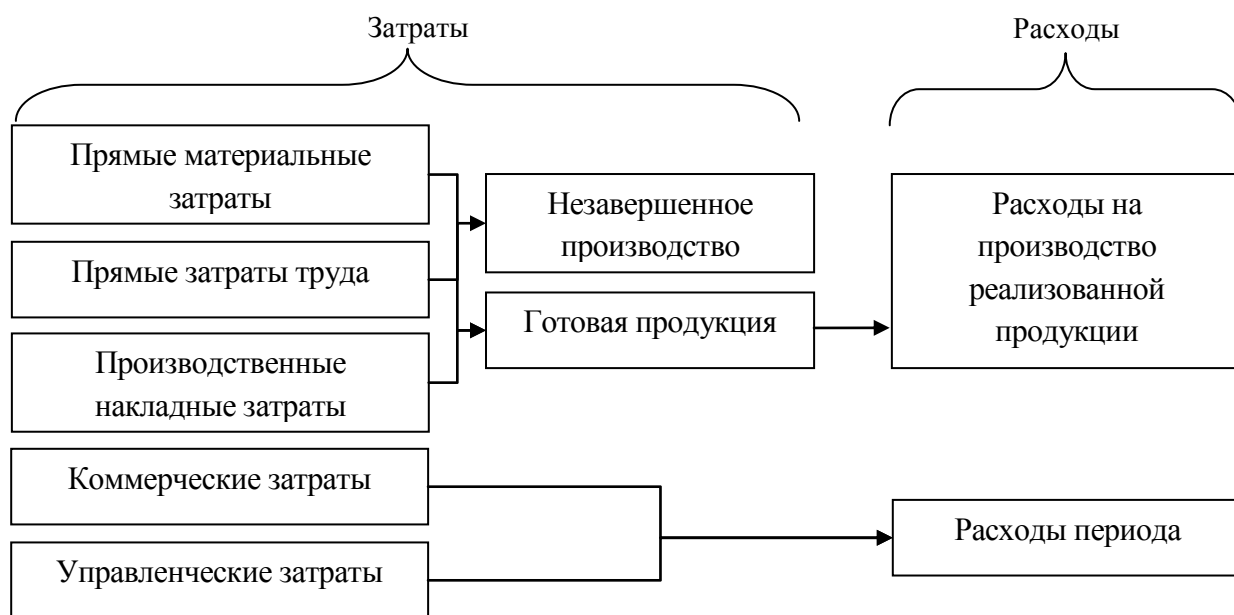 Затраты
Расходы
Прямые материальные
затраты
Прямые затраты труда
Производственные
накладные затраты
Коммерческие затраты
Управленческие затраты
Незавершенное
производство
Готовая продукция
Расходы на
производство
реализованной
продукции
Расходы периода